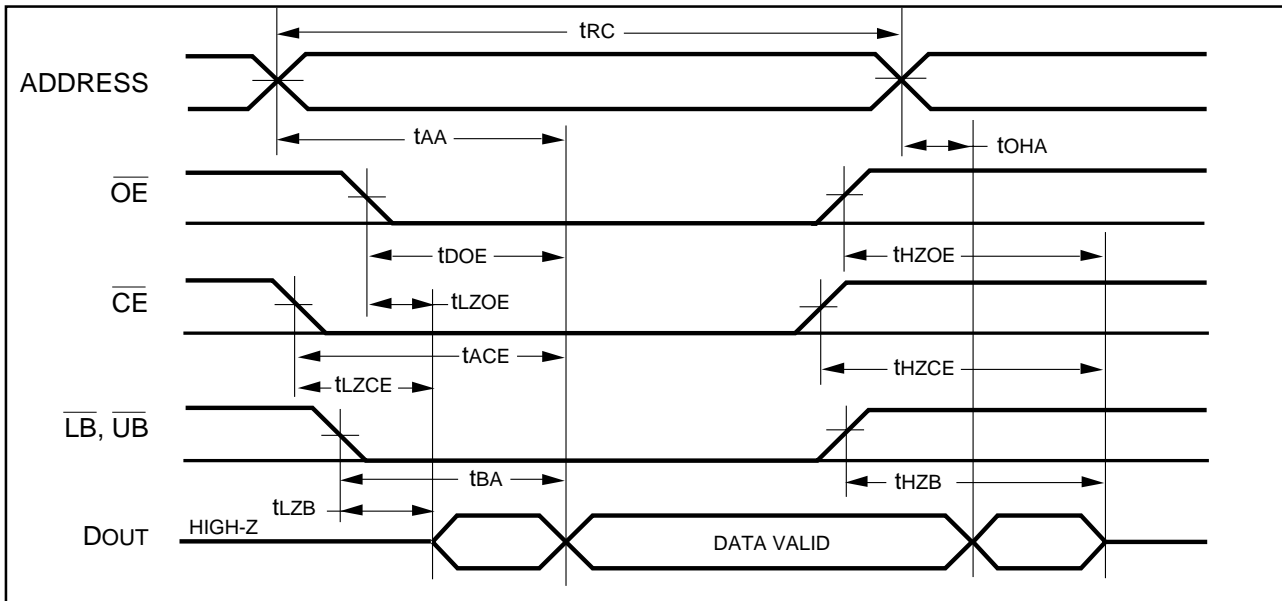 tRC
ADDRESS
tAA
tOHA
OE
tDOE
tHZOE
tLZOE
CE
tACE
tHZCE
tLZCE
LB, UB
tBA
tHZB
tLZB
DOUT
HIGH-Z
DATA VALID